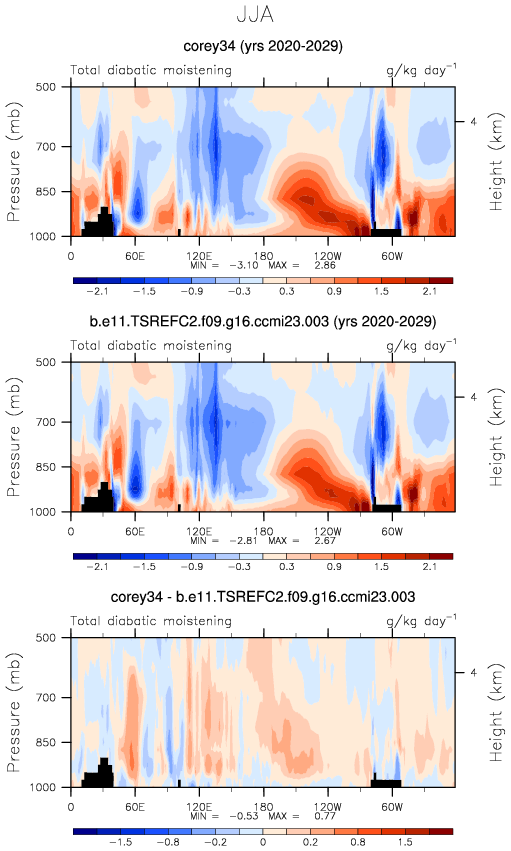 JJA
corey34 (yrs 2020-2029)
Total diabatic moistening g/kg day⁻¹
500
700
850
1000
Pressure (mb)
4
Height (km)
0 60E 120E 180 120W 60W
MIN = -3.10 MAX = 2.86
-2.1 -1.5 -0.9 -0.3 0.3 0.9 1.5 2.1
b.e11.TSREFC2.f09.g16.ccmi23.003 (yrs 2020-2029)
Total diabatic moistening g/kg day⁻¹
500
700
850
1000
Pressure (mb)
4
Height (km)
0 60E 120E 180 120W 60W
MIN = -2.81 MAX = 2.67
-2.1 -1.5 -0.9 -0.3 0.3 0.9 1.5 2.1
corey34 - b.e11.TSREFC2.f09.g16.ccmi23.003
Total diabatic moistening g/kg day⁻¹
500
700
850
1000
Pressure (mb)
4
Height (km)
0 60E 120E 180 120W 60W
MIN = -0.53 MAX = 0.77
-1.5 -0.8 -0.2 0 0.2 0.8 1.5